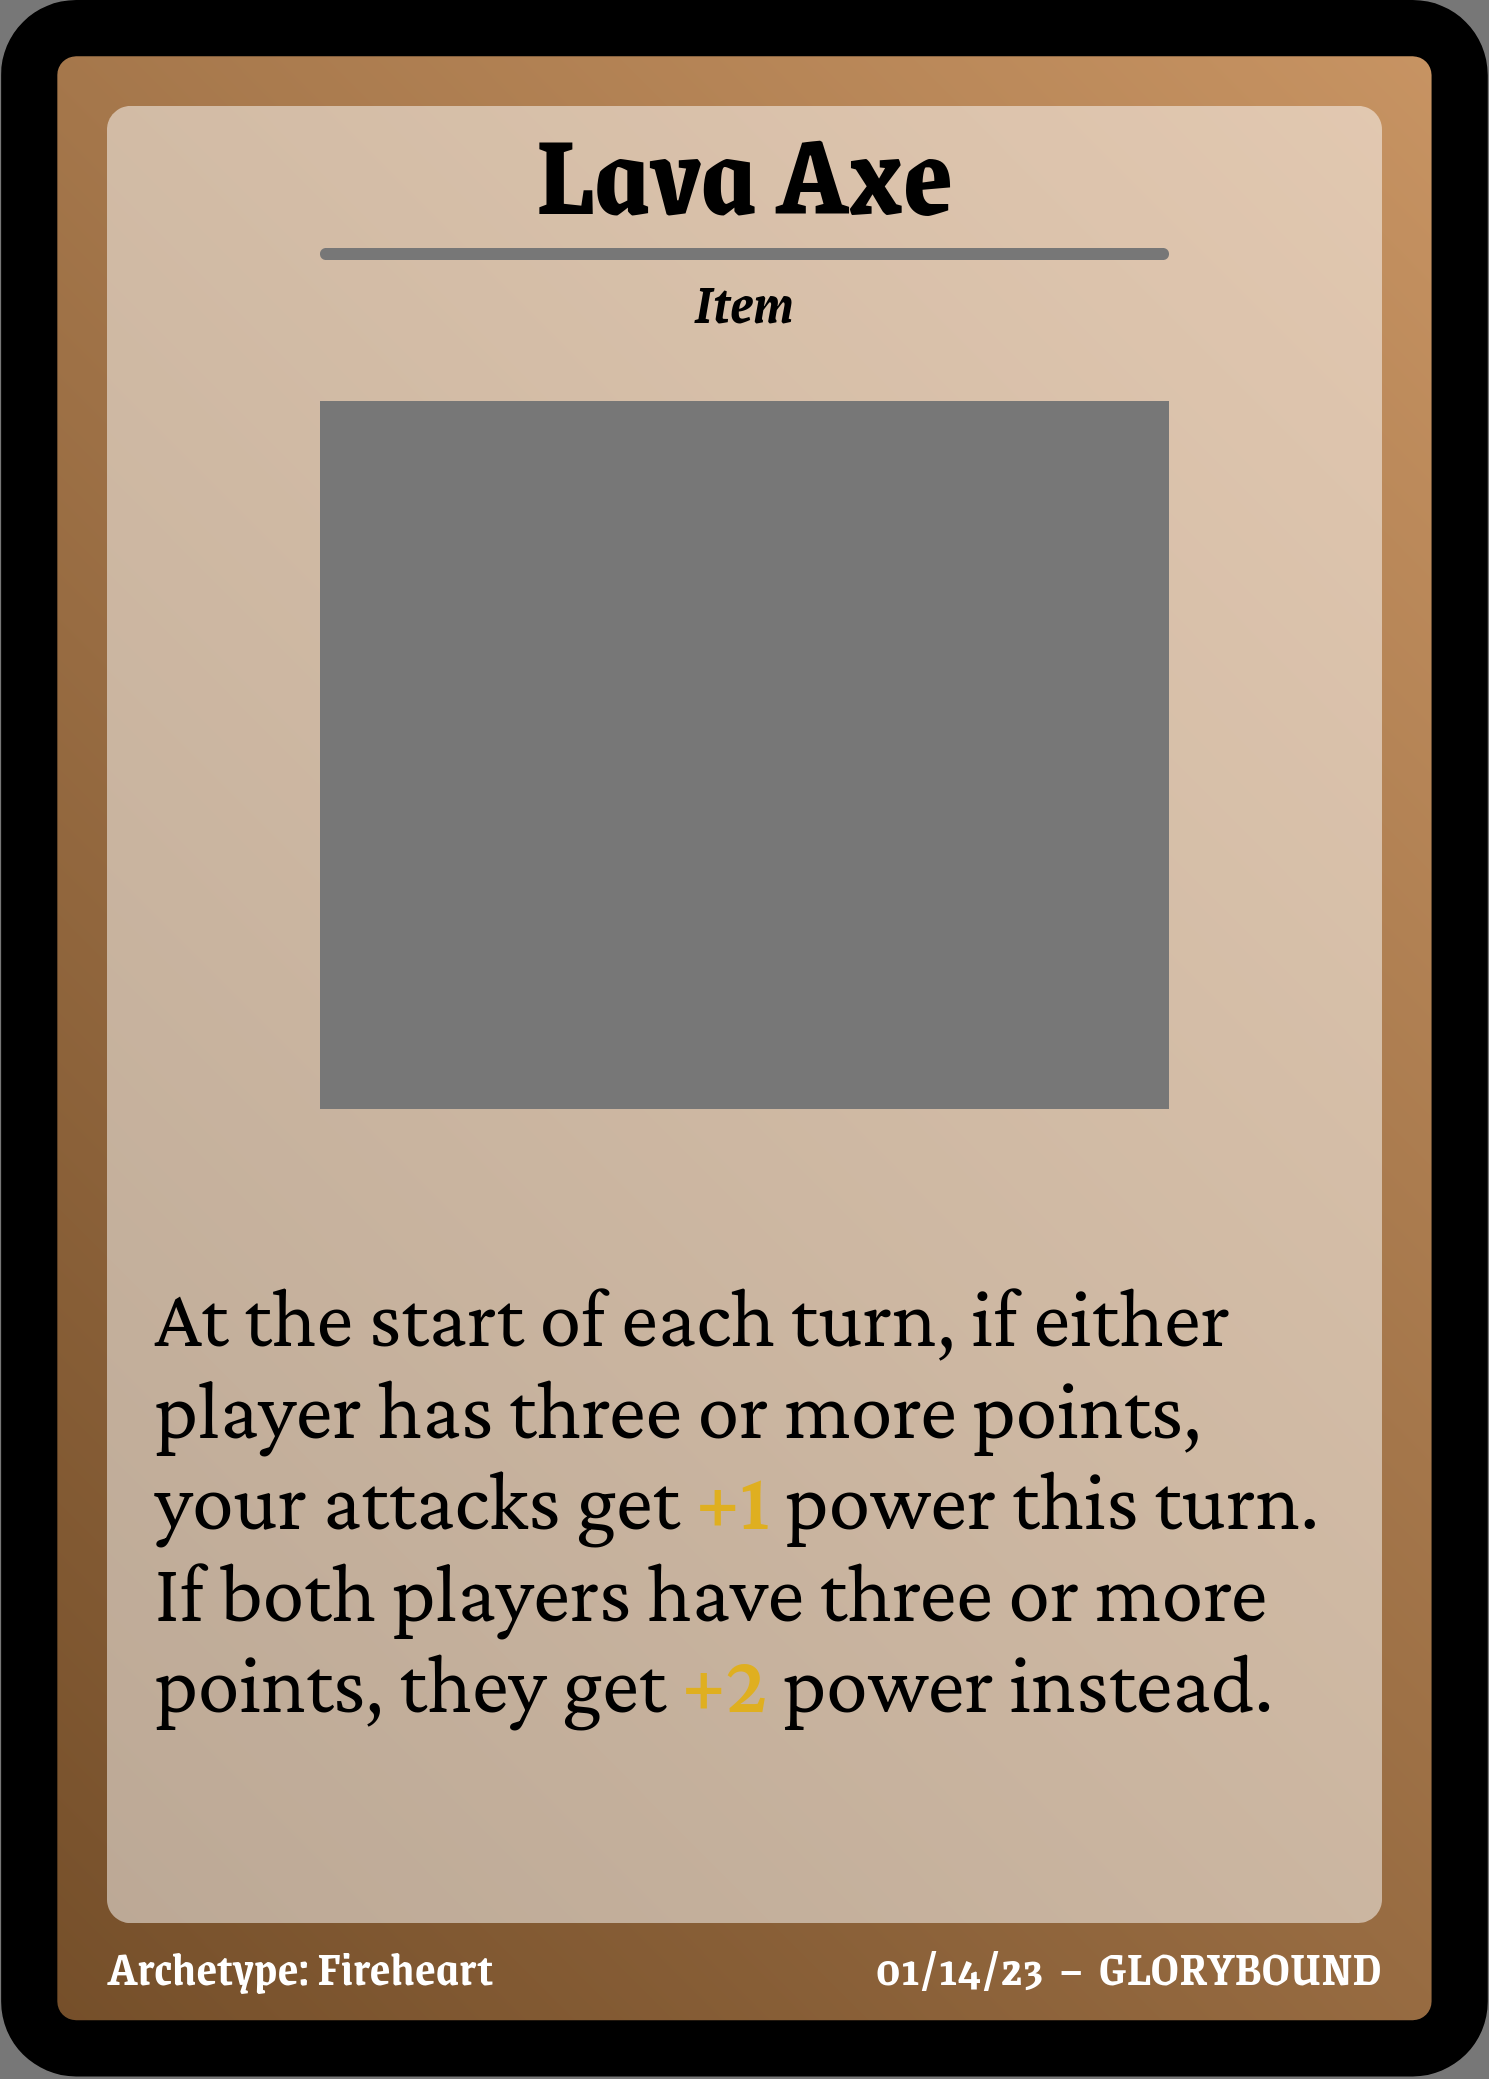 Lava Axe
Item
At the start of each turn, if either
player has three or more points,
your attacks get +1 power this turn.
If both players have three or more
points, they get +2 power instead.
Archetype: Fireheart
01/14/23 – GLORYBOUND